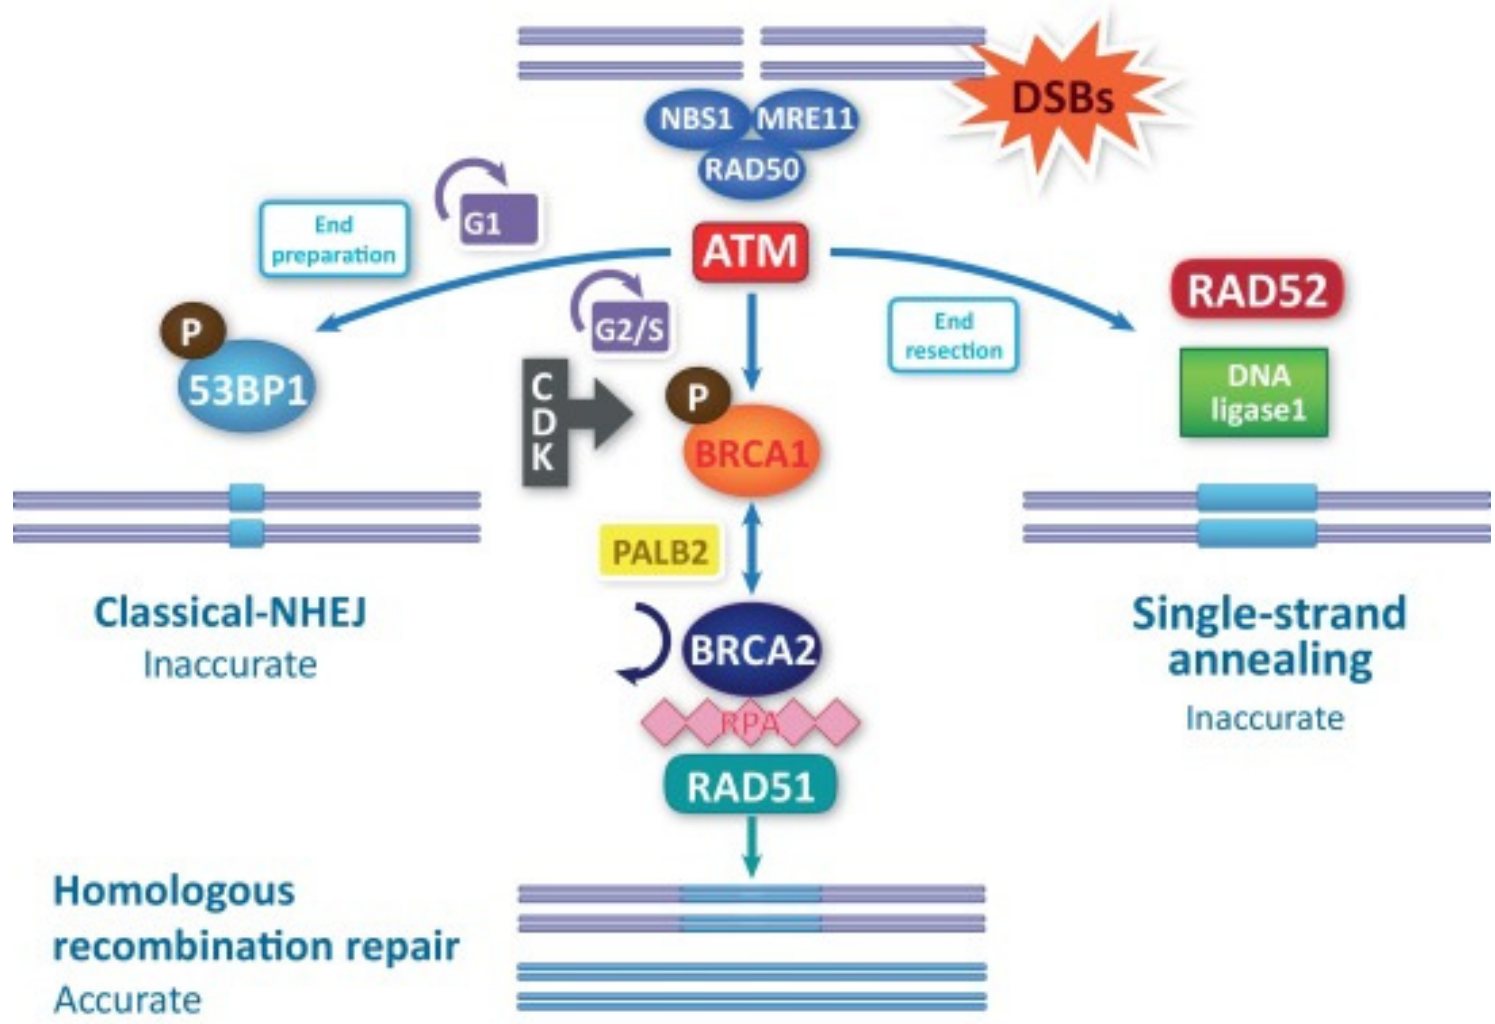 DSBs
NBS1
MRE11
RAD50
ATM
G1
End
preparation
G2/S
End
resection
RAD52
DNA
ligase1
P
53BP1
C
D
K
P
BRCA1
PALB2
BRCA2
RPA
RAD51
Classical-NHEJ
Inaccurate
Single-strand
annealing
Inaccurate
Homologous
recombination repair
Accurate